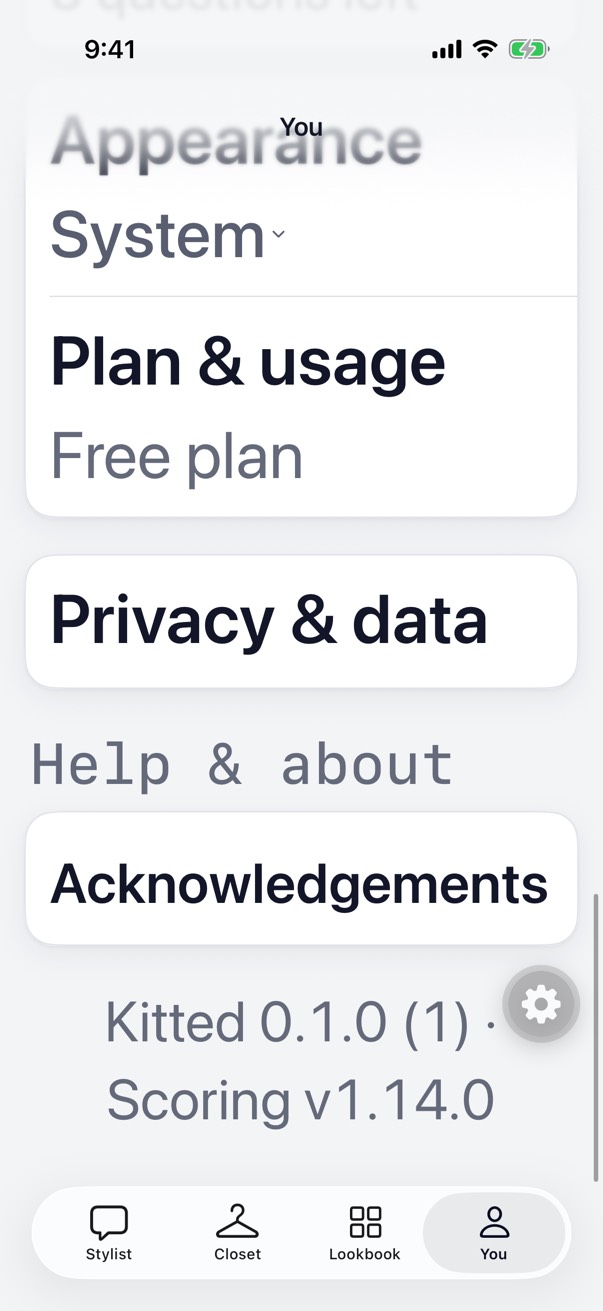 9:41
You
Appearance
System
Plan & usage
Free plan
Privacy & data
Help & about
Acknowledgements
Kitted 0.1.0 (1) ·
Scoring v1.14.0
Stylist
Closet
Lookbook
You